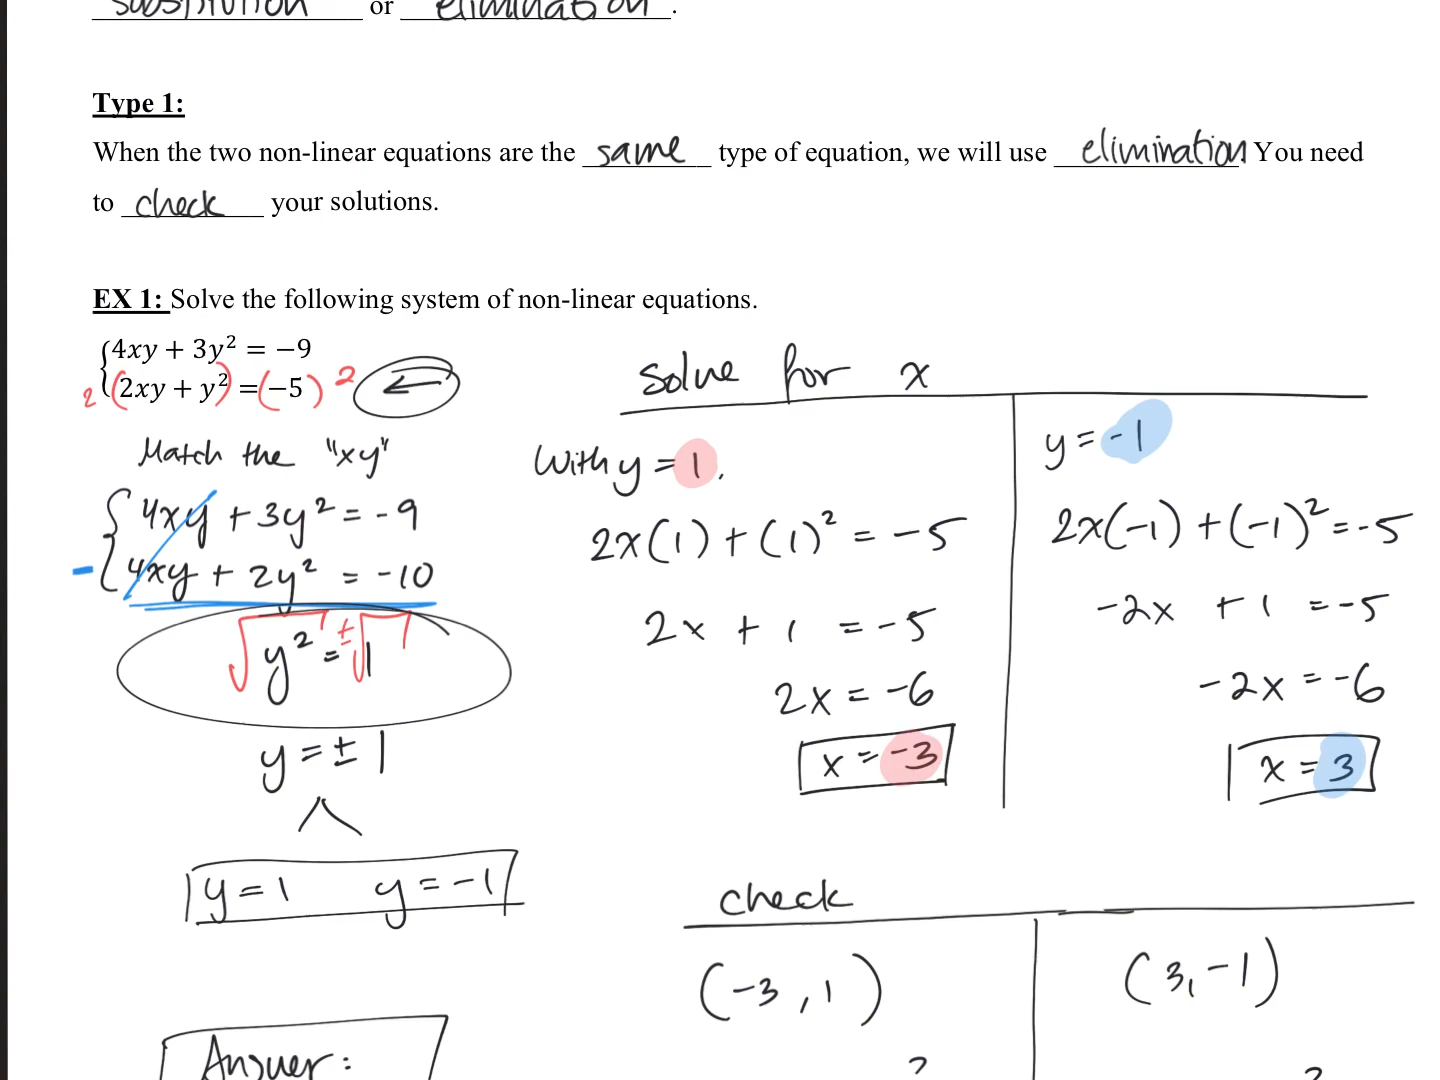 substitution or elimination.
Type 1:
When the two non-linear equations are the same type of equation, we will use elimination. You need
to check your solutions.
EX 1: Solve the following system of non-linear equations.
4xy + 3y² = −9
2(2xy + y²) = (−5)2 ←
Match the "xy"
4xy + 3y² = -9
- 4xy + 2y² = -10
√y² = ±√1
y = ± 1
y = 1 y = -1
Answer:
Solve for x
With y = 1.
2x(1) + (1)² = -5
2x + 1 = -5
2x = -6
x = -3
y = -1
2x(-1) + (-1)² = -5
-2x + 1 = -5
-2x = -6
x = 3
check
(-3, 1)
?
(3, -1)
?